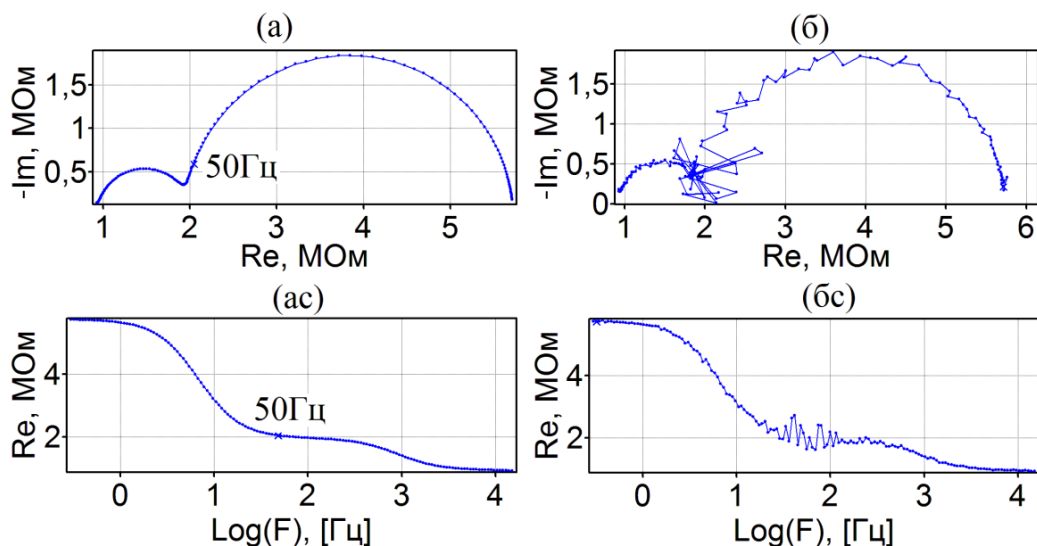 (а)
(б)
-Im, МОм
1,5
1
0,5
50Гц
1 2 3 4 5
Re, МОм
-Im, МОм
1,5
1
0,5
0
1 2 3 4 5 6
Re, МОм
(ас)
(бс)
Re, МОм
4
2
50Гц
0 1 2 3 4
Log(F), [Гц]
Re, МОм
4
2
0 1 2 3 4
Log(F), [Гц]